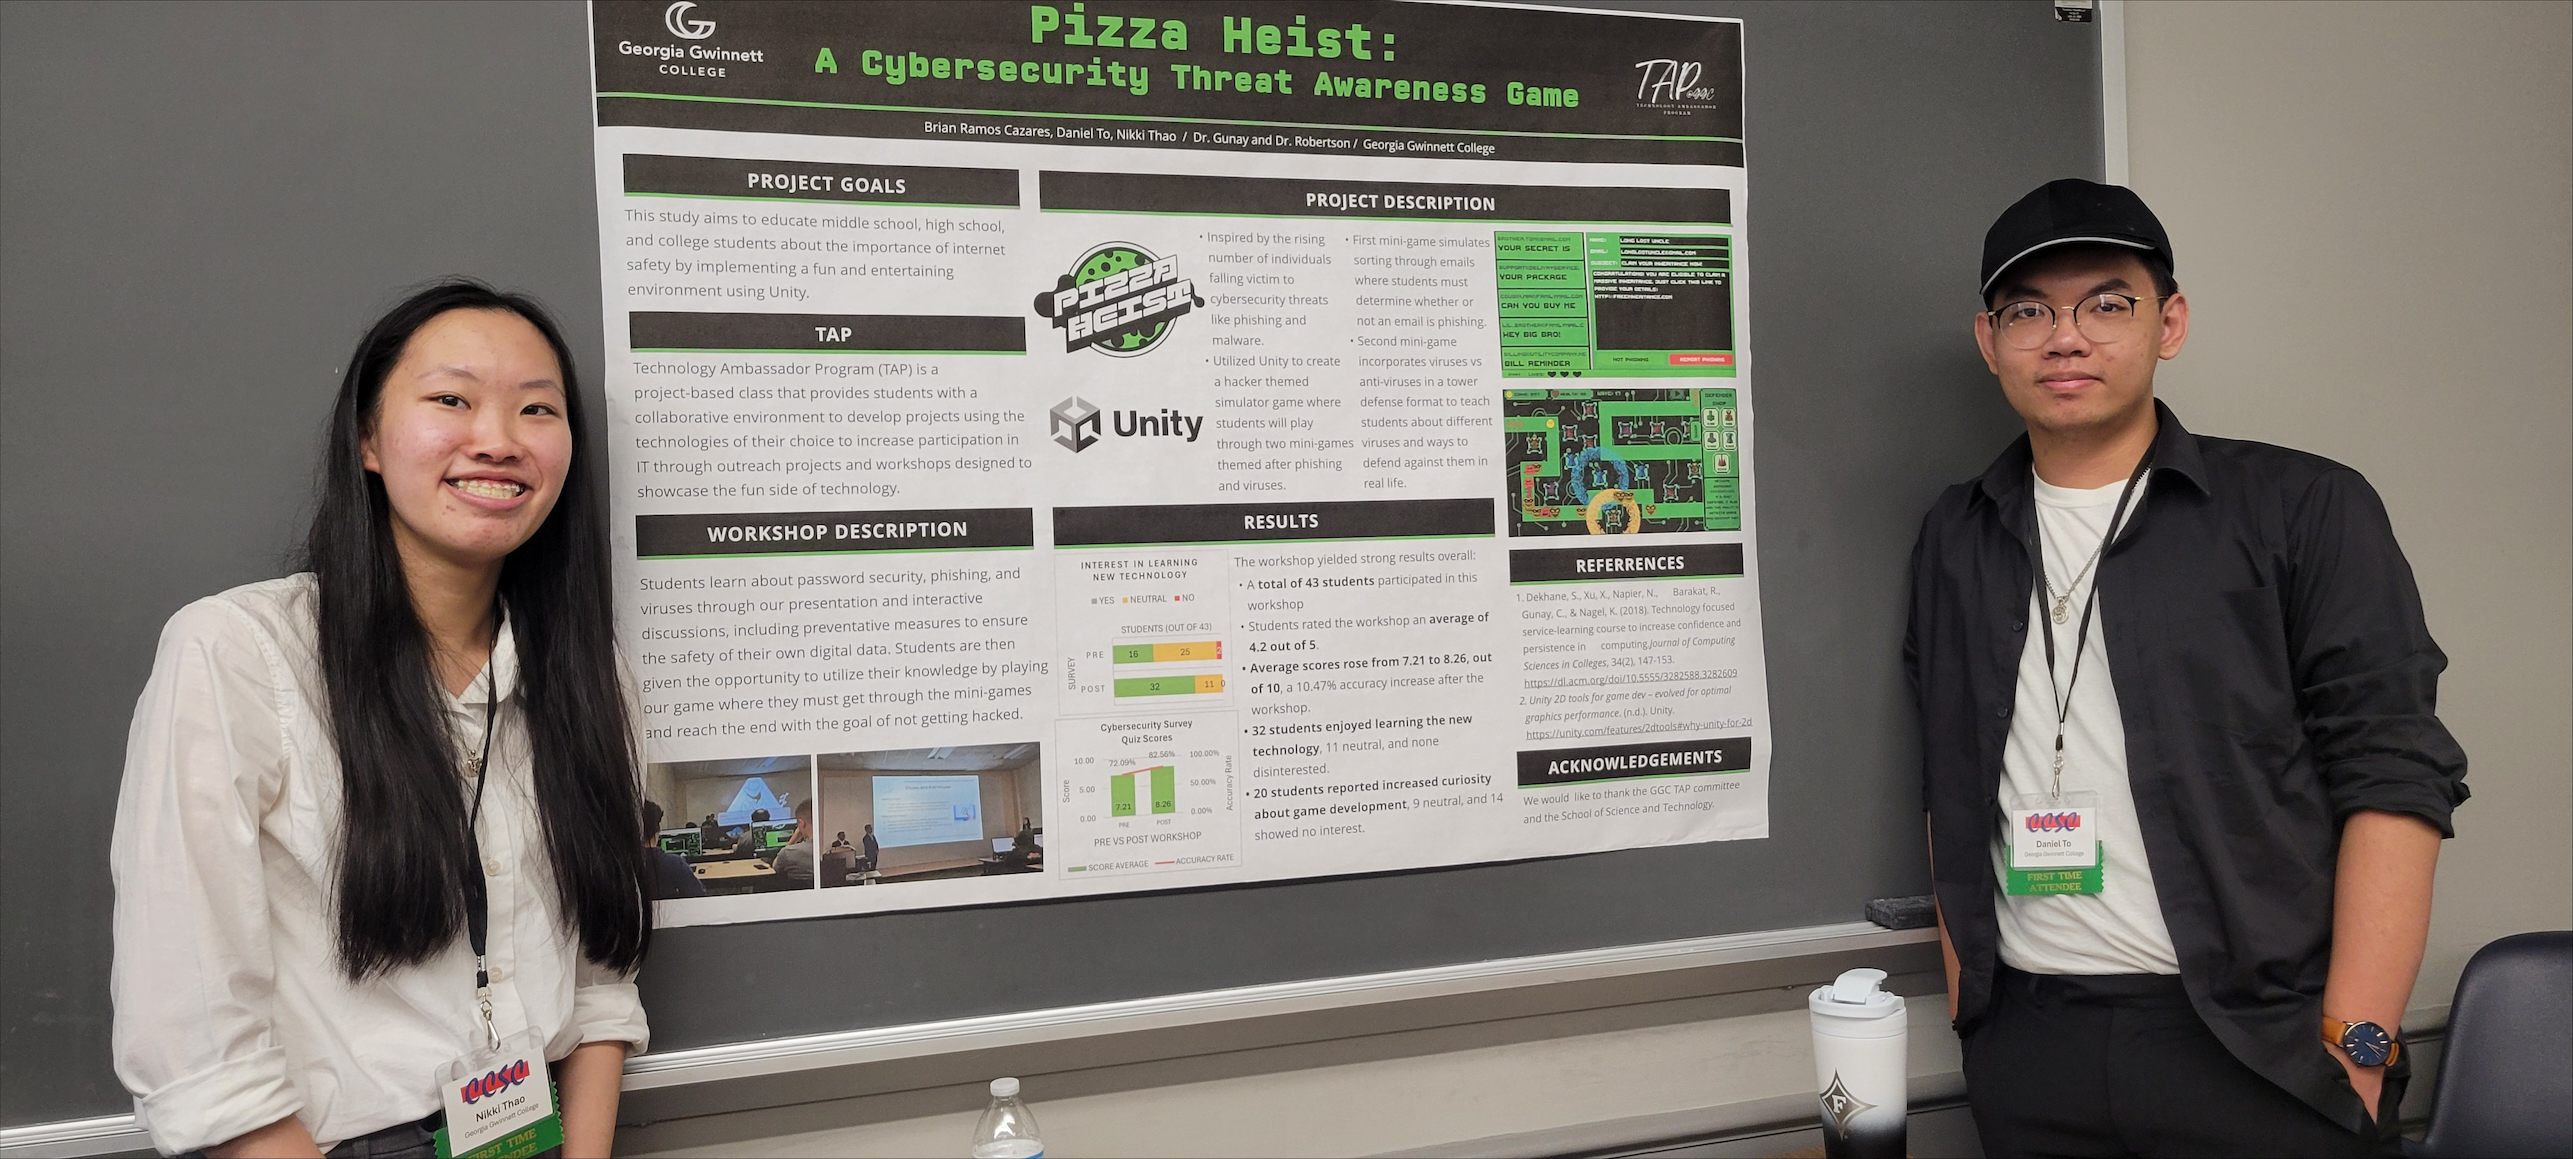 Georgia Gwinnett
COLLEGE
Pizza Heist:
A Cybersecurity Threat Awareness Game
TAP@GGC
TECHNOLOGY AMBASSADOR
PROGRAM
Brian Ramos Cazares, Daniel To, Nikki Thao / Dr. Gunay and Dr. Robertson / Georgia Gwinnett College
PROJECT GOALS
This study aims to educate middle school, high school,
and college students about the importance of internet
safety by implementing a fun and entertaining
environment using Unity.
TAP
Technology Ambassador Program (TAP) is a
project-based class that provides students with a
collaborative environment to develop projects using the
technologies of their choice to increase participation in
IT through outreach projects and workshops designed to
showcase the fun side of technology.
WORKSHOP DESCRIPTION
Students learn about password security, phishing, and
viruses through our presentation and interactive
discussions, including preventative measures to ensure
the safety of their own digital data. Students are then
given the opportunity to utilize their knowledge by playing
our game where they must get through the mini-games
and reach the end with the goal of not getting hacked.
PROJECT DESCRIPTION
PIZZA
HEIST
Unity
• Inspired by the rising
number of individuals
falling victim to
cybersecurity threats
like phishing and
malware.
• Utilized Unity to create
a hacker themed
simulator game where
students will play
through two mini-games
themed after phishing
and viruses.
• First mini-game simulates
sorting through emails
where students must
determine whether or
not an email is phishing.
• Second mini-game
incorporates viruses vs
anti-viruses in a tower
defense format to teach
students about different
viruses and ways to
defend against them in
real life.
YOUR SECRET IS
YOUR PACKAGE
CAN YOU BUY ME
HEY BIG BRO!
BILL REMINDER
NAME: LONG LOST UNCLE
EMAIL: LONGLOSTUNCLE@GMAIL.COM
SUBJECT: CLAIM YOUR INHERITANCE NOW!
CONGRATULATIONS! YOU ARE ELIGIBLE TO CLAIM A
MASSIVE INHERITANCE. JUST CLICK THIS LINK TO
PROVIDE YOUR DETAILS:
NOT PHISHING
REPORT PHISHING
DEFENDER
SHOP
RESULTS
INTEREST IN LEARNING
NEW TECHNOLOGY
YES NEUTRAL NO
STUDENTS (OUT OF 43)
SURVEY
PRE 16 25 2
POST 32 11 0
Cybersecurity Survey
Quiz Scores
10.00 72.09% 82.56% 100.00%
Score 5.00 50.00% Accuracy Rate
7.21 8.26
0.00 0.00%
PRE POST
PRE VS POST WORKSHOP
SCORE AVERAGE ACCURACY RATE
The workshop yielded strong results overall:
• A total of 43 students participated in this
workshop
• Students rated the workshop an average of
4.2 out of 5.
• Average scores rose from 7.21 to 8.26, out
of 10, a 10.47% accuracy increase after the
workshop.
• 32 students enjoyed learning the new
technology, 11 neutral, and none
disinterested.
• 20 students reported increased curiosity
about game development, 9 neutral, and 14
showed no interest.
REFERRENCES
1. Dekhane, S., Xu, X., Napier, N., Barakat, R.,
Gunay, C., & Nagel, K. (2018). Technology focused
service-learning course to increase confidence and
persistence in computing.Journal of Computing
Sciences in Colleges, 34(2), 147-153.
https://dl.acm.org/doi/10.5555/3282588.3282609
2. Unity 2D tools for game dev – evolved for optimal
graphics performance. (n.d.). Unity.
https://unity.com/features/2dtools#why-unity-for-2d
ACKNOWLEDGEMENTS
We would like to thank the GGC TAP committee
and the School of Science and Technology.
CCSC
Nikki Thao
Georgia Gwinnett College
FIRST TIME
CCSC
Daniel To
Georgia Gwinnett College
FIRST TIME
ATTENDEE
F